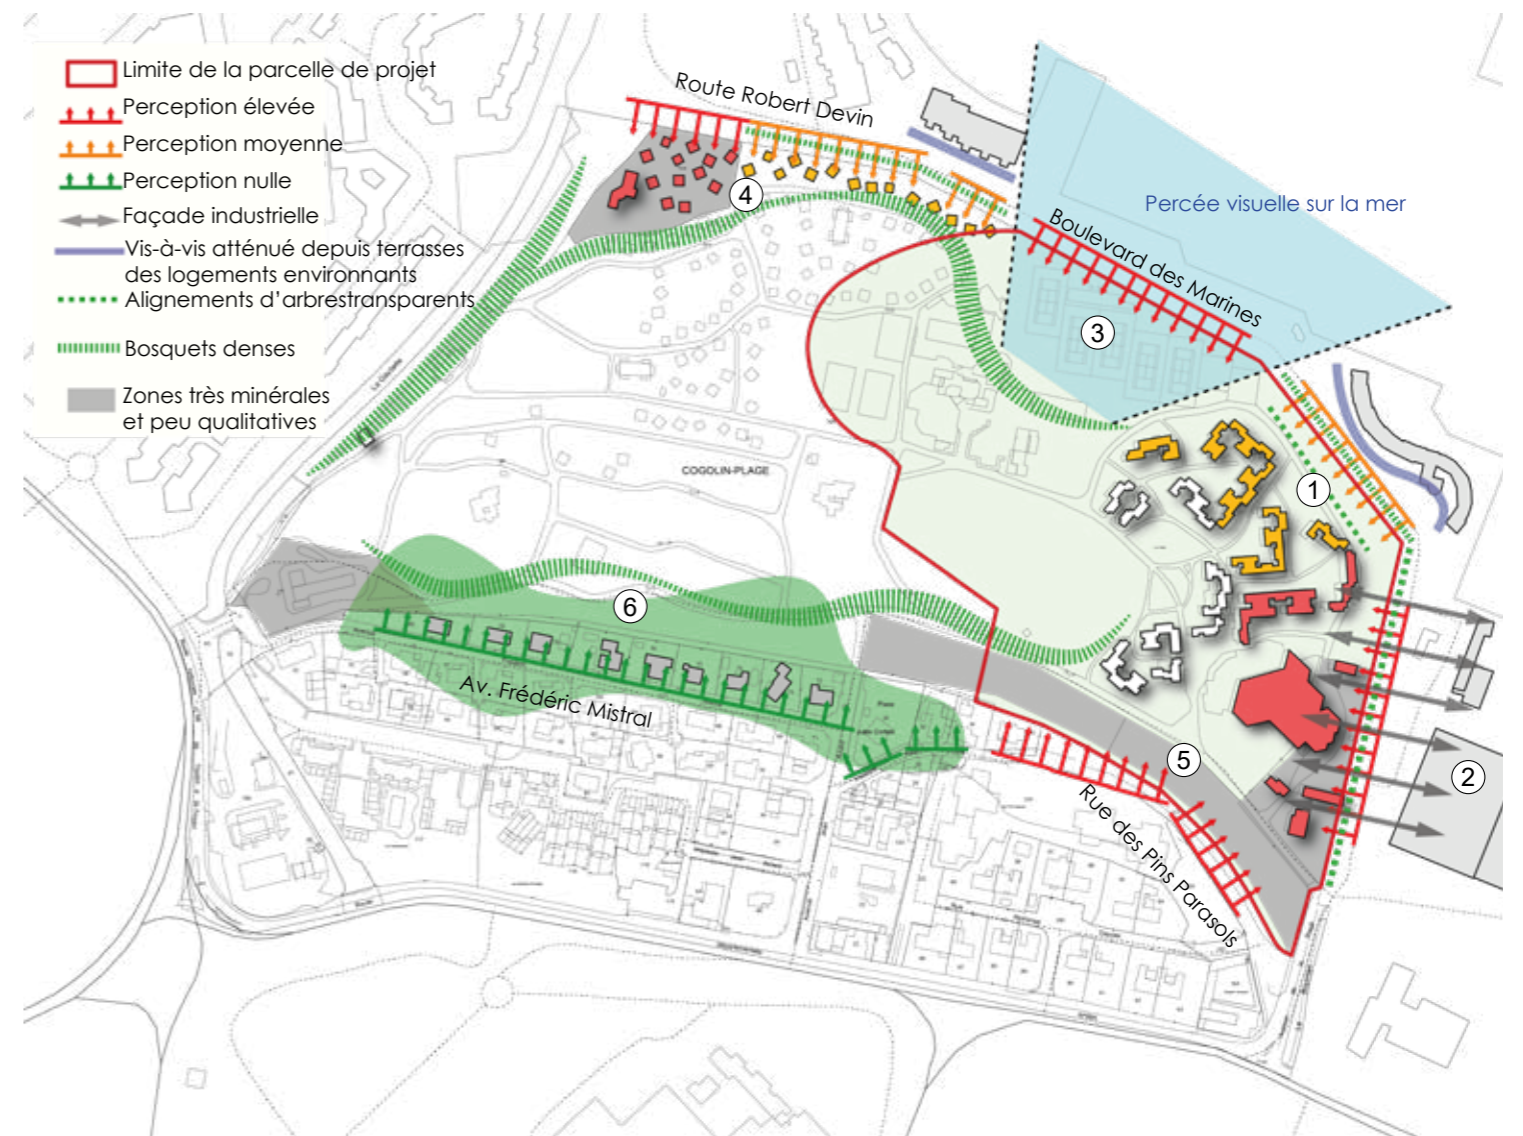 Limite de la parcelle de projet
Perception élevée
Perception moyenne
Perception nulle
Façade industrielle
Vis-à-vis atténué depuis terrasses
des logements environnants
Alignements d'arbrestransparents
Bosquets denses
Zones très minérales
et peu qualitatives
Route Robert Devin
Percée visuelle sur la mer
Boulevard des Marines
4
3
1
COGOLIN-PLAGE
6
Av. Frédéric Mistral
5
2
Rue des Pins Parasols